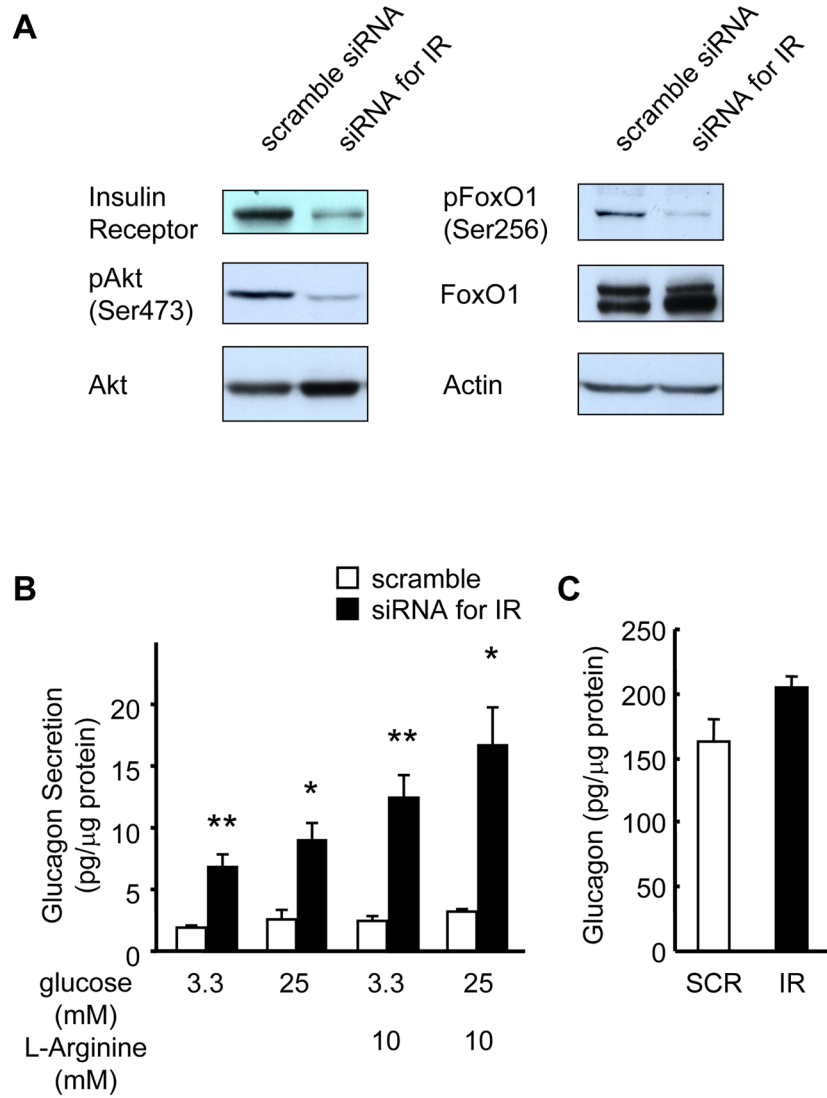 A
scramble siRNA
siRNA for IR
scramble siRNA
siRNA for IR
Insulin
Receptor
pAkt
(Ser473)
Akt
pFoxO1
(Ser256)
FoxO1
Actin
B
scramble
siRNA for IR
Glucagon Secretion
(pg/μg protein)
20
15
10
5
0
**
*
**
*
glucose
(mM)
3.3
25
3.3
25
L-Arginine
(mM)
10
10
C
Glucagon (pg/μg protein)
250
200
150
100
50
0
SCR
IR